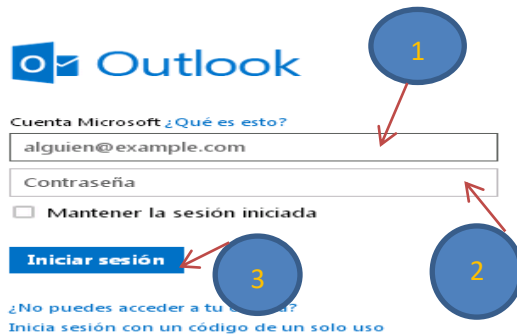 1
Outlook
Cuenta Microsoft ¿Qué es esto?
alguien@example.com
Contraseña
Mantener la sesión iniciada
Iniciar sesión
3
2
¿No puedes acceder a tu
Inicia sesión con un código de un solo uso